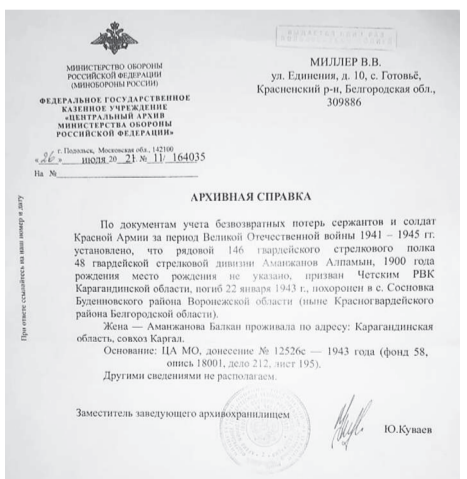 МИНИСТЕРСТВО ОБОРОНЫ
РОССИЙСКОЙ ФЕДЕРАЦИИ
(МИНОБОРОНЫ РОССИИ)
ФЕДЕРАЛЬНОЕ ГОСУДАРСТВЕННОЕ
КАЗЕННОЕ УЧРЕЖДЕНИЕ
«ЦЕНТРАЛЬНЫЙ АРХИВ
МИНИСТЕРСТВА ОБОРОНЫ
РОССИЙСКОЙ ФЕДЕРАЦИИ»
г. Подольск, Московская обл., 142100
«26» июля 20 21. № 11/ 164035
На №
МИЛЛЕР В.В.
ул. Единения, д. 10, с. Готовьё,
Красненский р-н, Белгородская обл.,
309886
При ответе ссылайтесь на наш номер и дату
АРХИВНАЯ СПРАВКА
По документам учета безвозвратных потерь сержантов и солдат
Красной Армии за период Великой Отечественной войны 1941 – 1945 гг.
установлено, что рядовой 146 гвардейского стрелкового полка
48 гвардейской стрелковой дивизии Аманжанов Алпамын, 1900 года
рождения место рождения не указано, призван Четским РВК
Карагандинской области, погиб 22 января 1943 г., похоронен в с. Сосновка
Буденновского района Воронежской области (ныне Красногвардейского
района Белгородской области).
Жена — Аманжанова Балкан проживала по адресу: Карагандинская
область, совхоз Каргал.
Основание: ЦА МО, донесение № 12526с — 1943 года (фонд 58,
опись 18001, дело 212, лист 195).
Другими сведениями не располагаем.
Заместитель заведующего архивохранилищем
Ю.Куваев